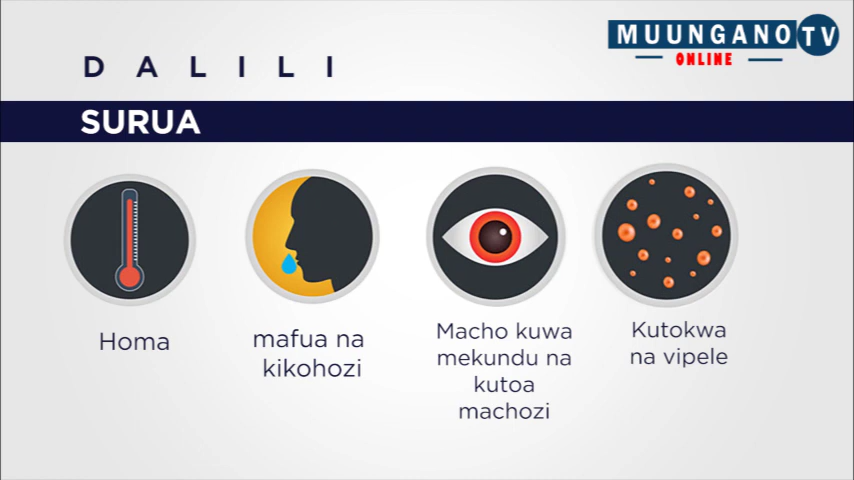 MUUNGANO TV
ONLINE
D A L I L I
SURUA
Homa
mafua na
kikohozi
Macho kuwa
mekundu na
kutoa
machozi
Kutokwa
na vipele